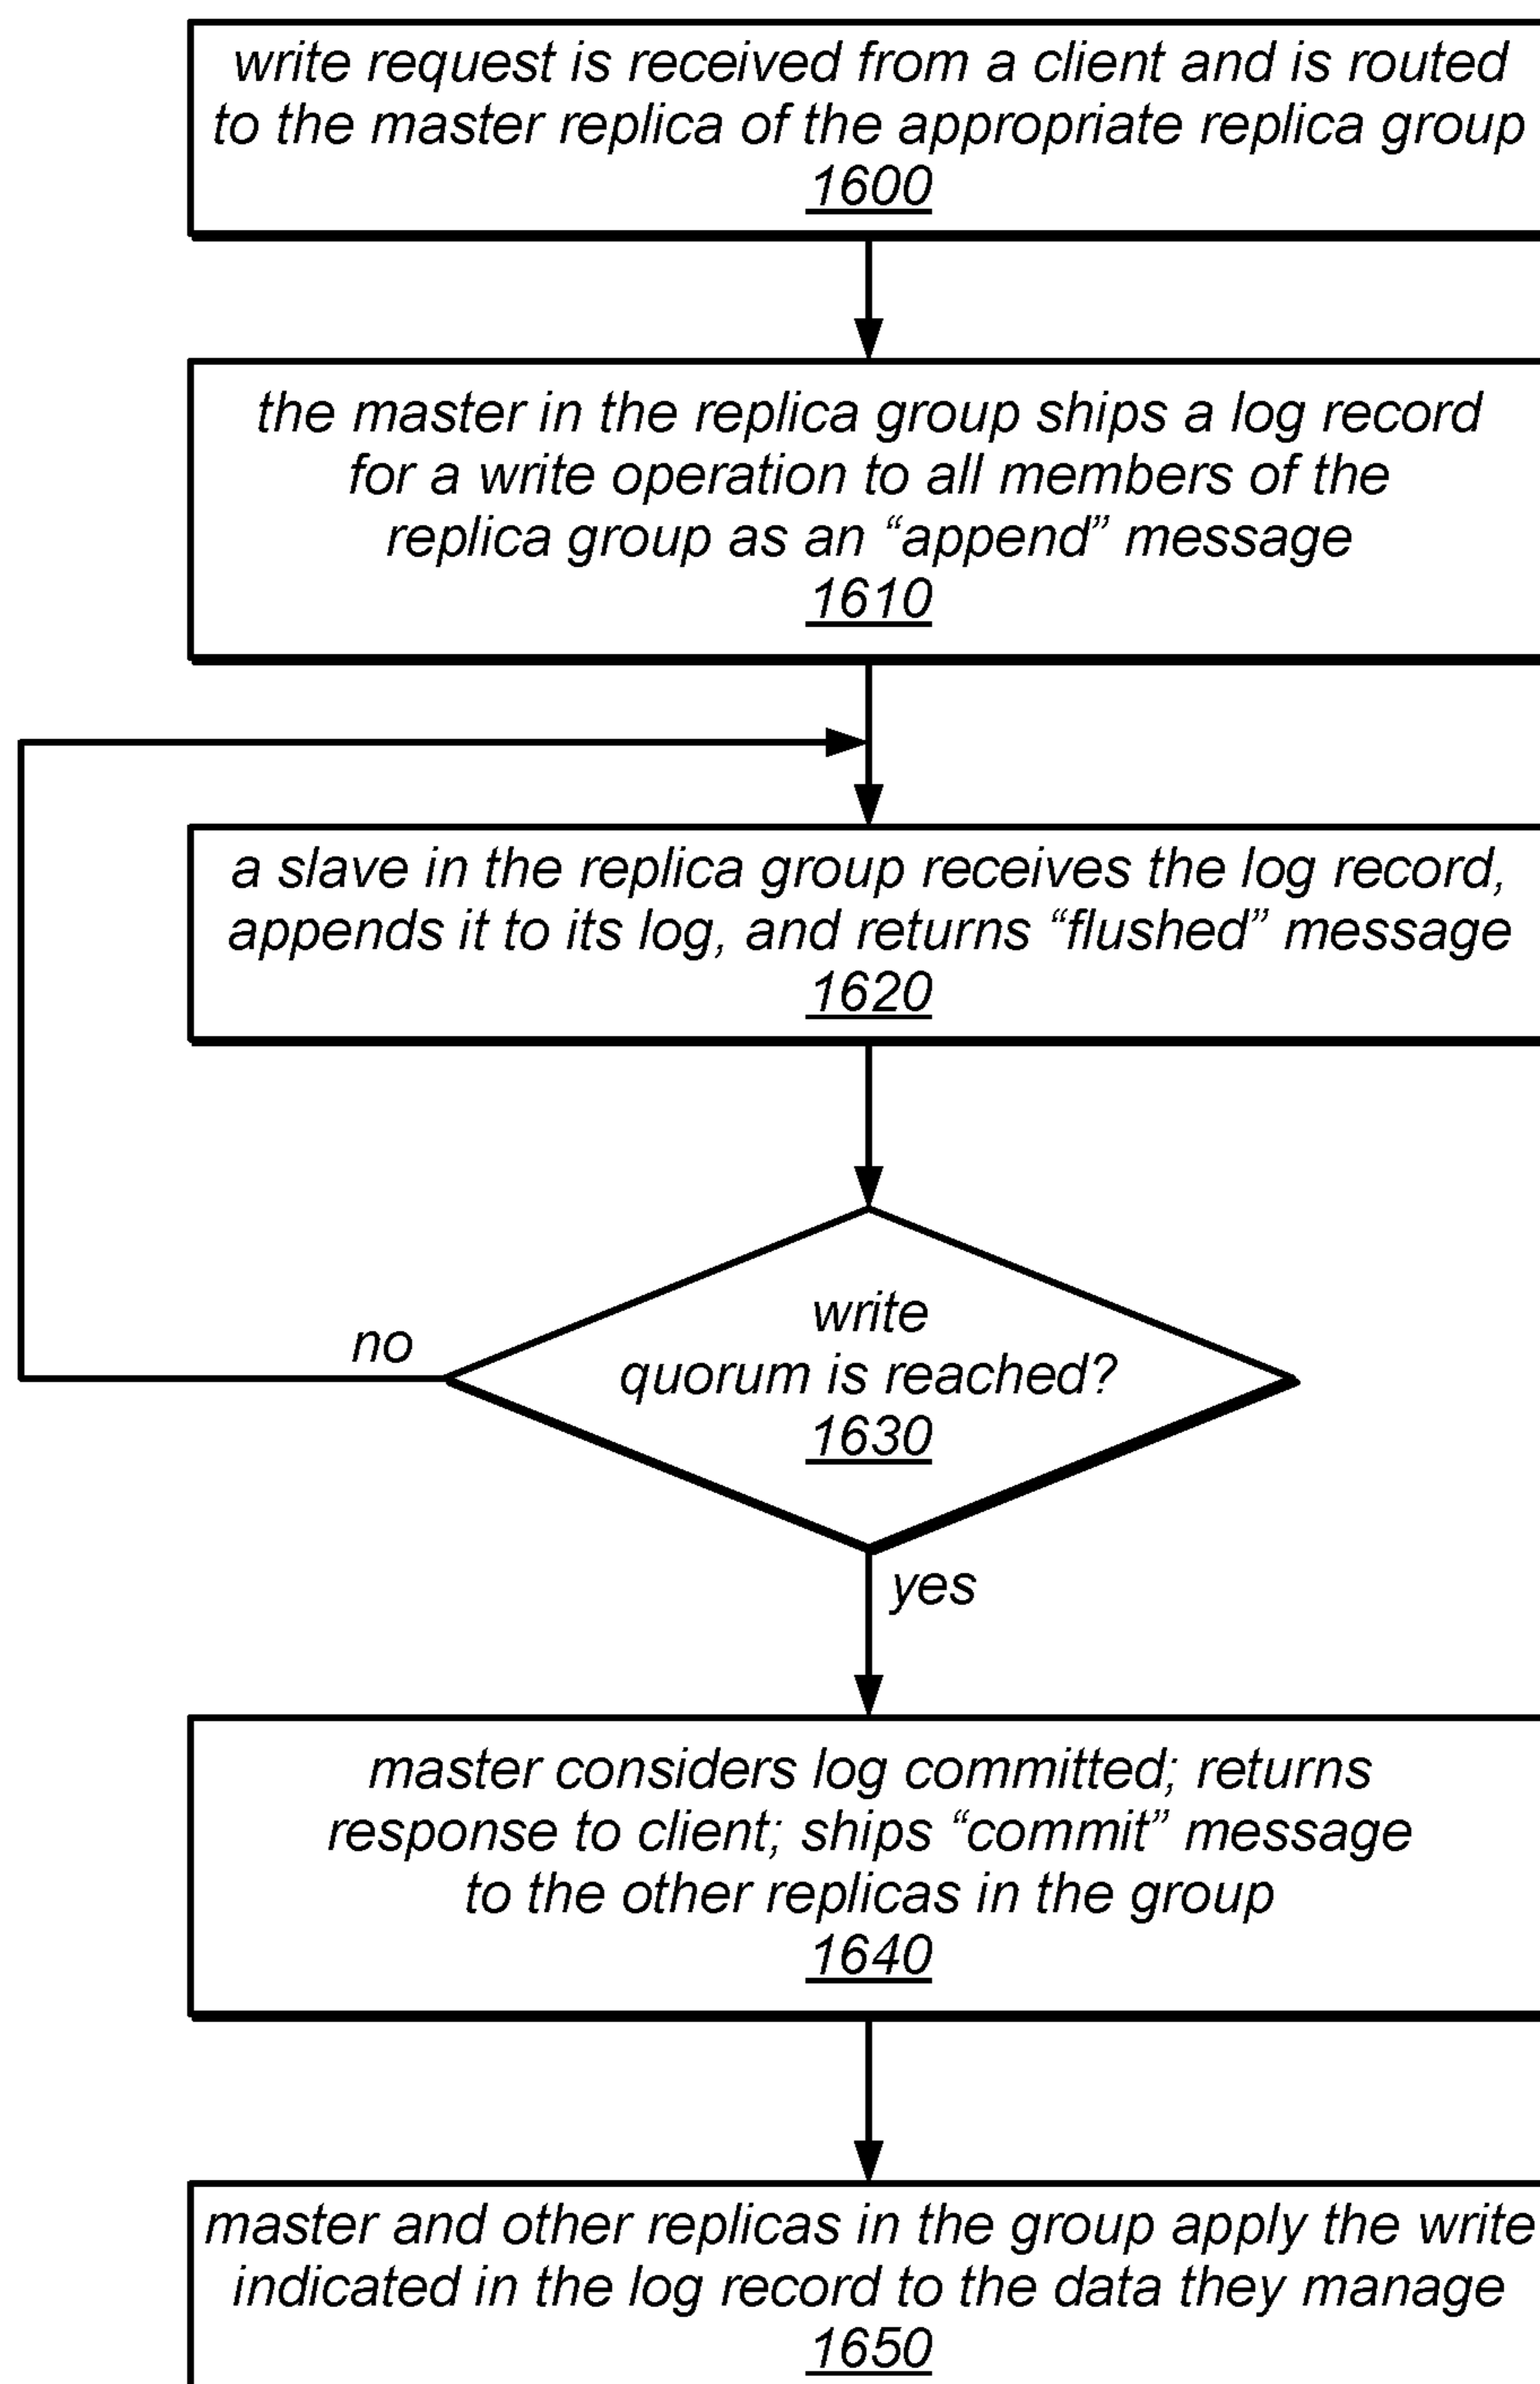 write request is received from a client and is routed
to the master replica of the appropriate replica group
1600
the master in the replica group ships a log record
for a write operation to all members of the
replica group as an “append” message
1610
a slave in the replica group receives the log record,
appends it to its log, and returns “flushed” message
1620
write
quorum is reached?
1630
no
yes
master considers log committed; returns
response to client; ships “commit” message
to the other replicas in the group
1640
master and other replicas in the group apply the write
indicated in the log record to the data they manage
1650